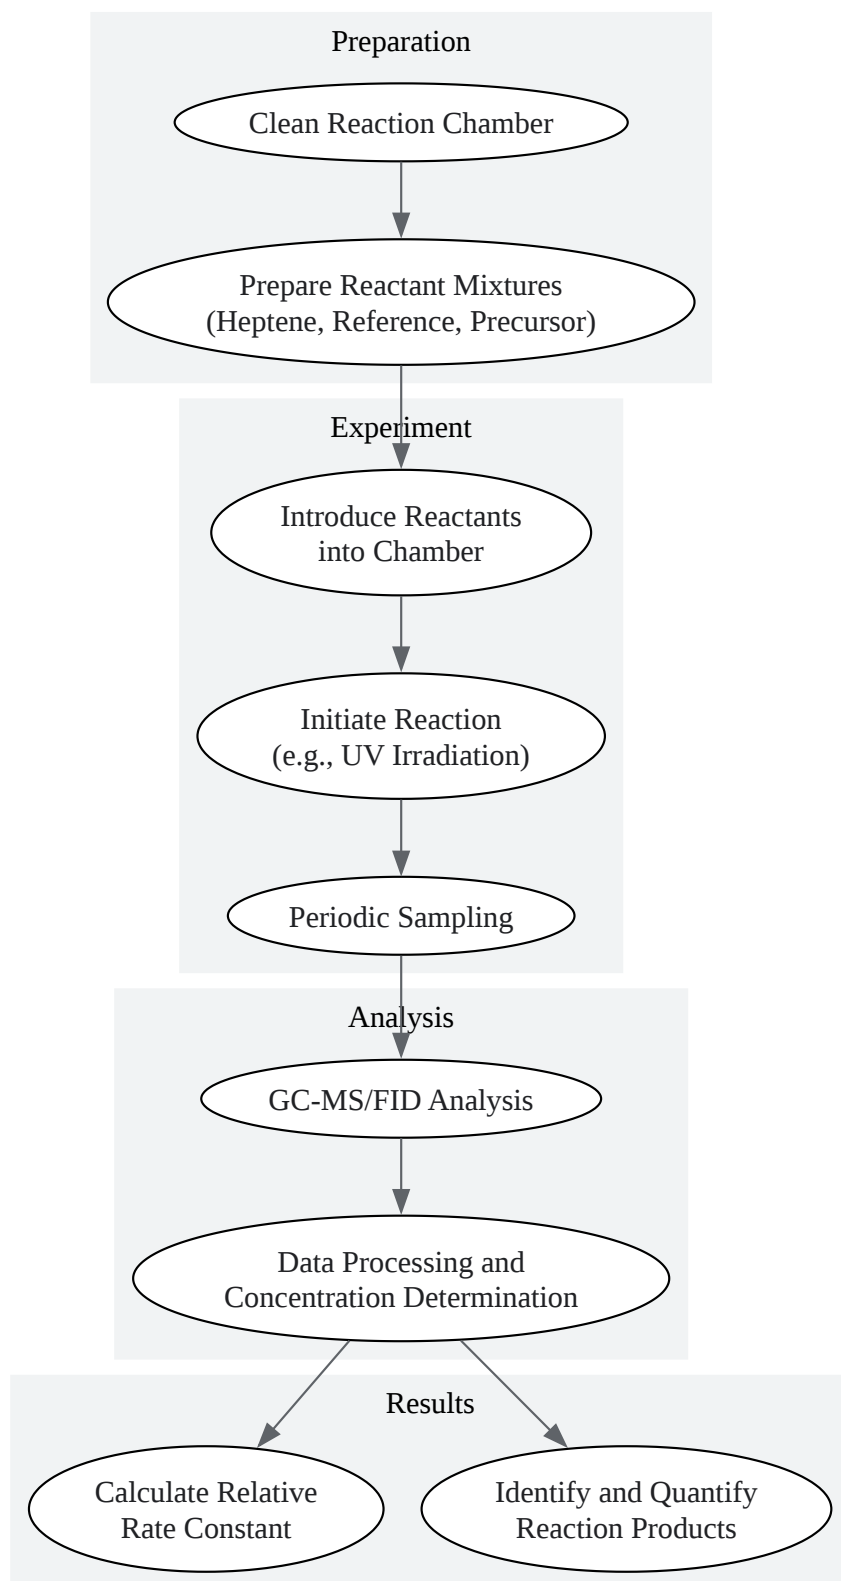 Preparation
Clean Reaction Chamber
Prepare Reactant Mixtures
(Heptene, Reference, Precursor)
Experiment
Introduce Reactants
into Chamber
Initiate Reaction
(e.g., UV Irradiation)
Periodic Sampling
Analysis
GC-MS/FID Analysis
Data Processing and
Concentration Determination
Results
Calculate Relative
Rate Constant
Identify and Quantify
Reaction Products